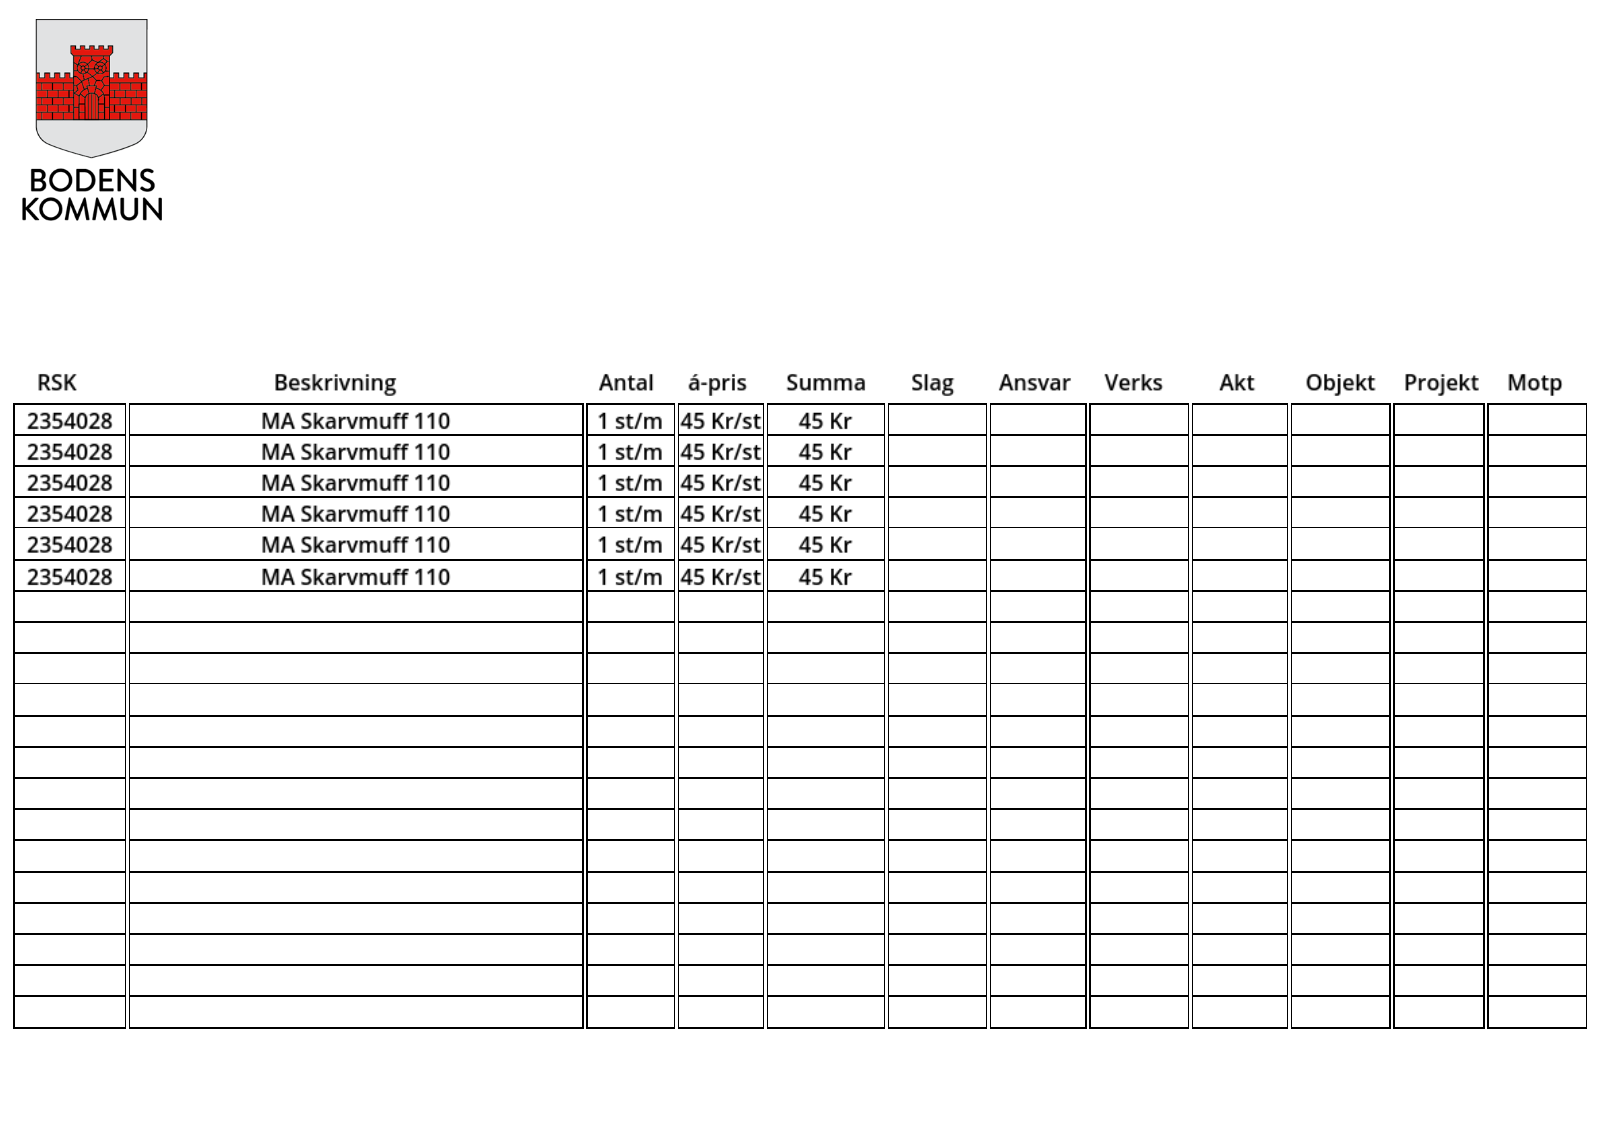 BODENS
KOMMUN
RSK Beskrivning Antal á-pris Summa Slag Ansvar Verks Akt Objekt Projekt Motp
2354028 MA Skarvmuff 110 1 st/m 45 Kr/st 45 Kr
2354028 MA Skarvmuff 110 1 st/m 45 Kr/st 45 Kr
2354028 MA Skarvmuff 110 1 st/m 45 Kr/st 45 Kr
2354028 MA Skarvmuff 110 1 st/m 45 Kr/st 45 Kr
2354028 MA Skarvmuff 110 1 st/m 45 Kr/st 45 Kr
2354028 MA Skarvmuff 110 1 st/m 45 Kr/st 45 Kr